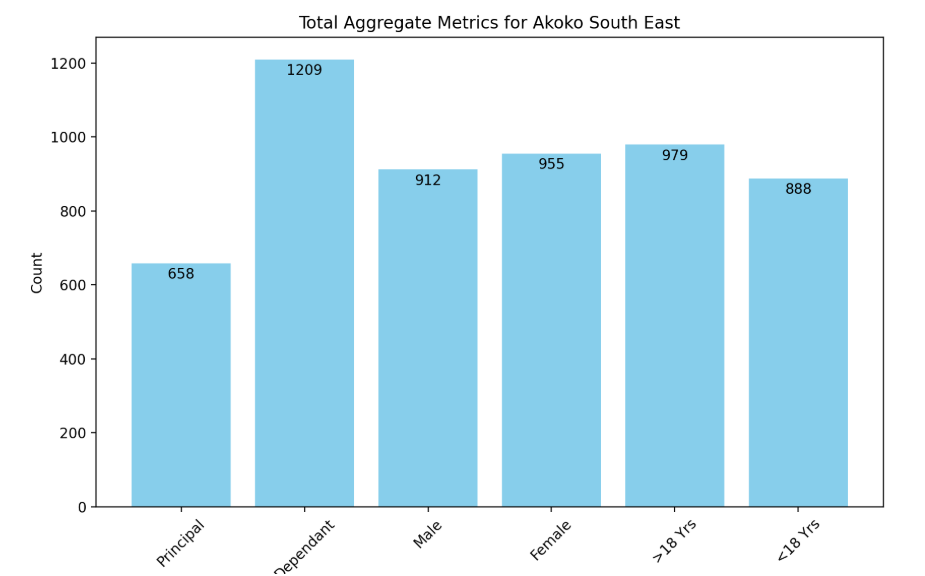 Total Aggregate Metrics for Akoko South East
1200
1000
800
600
400
200
0
Count
658
1209
912
955
979
888
Principal
Dependant
Male
Female
>18 Yrs
<18 Yrs